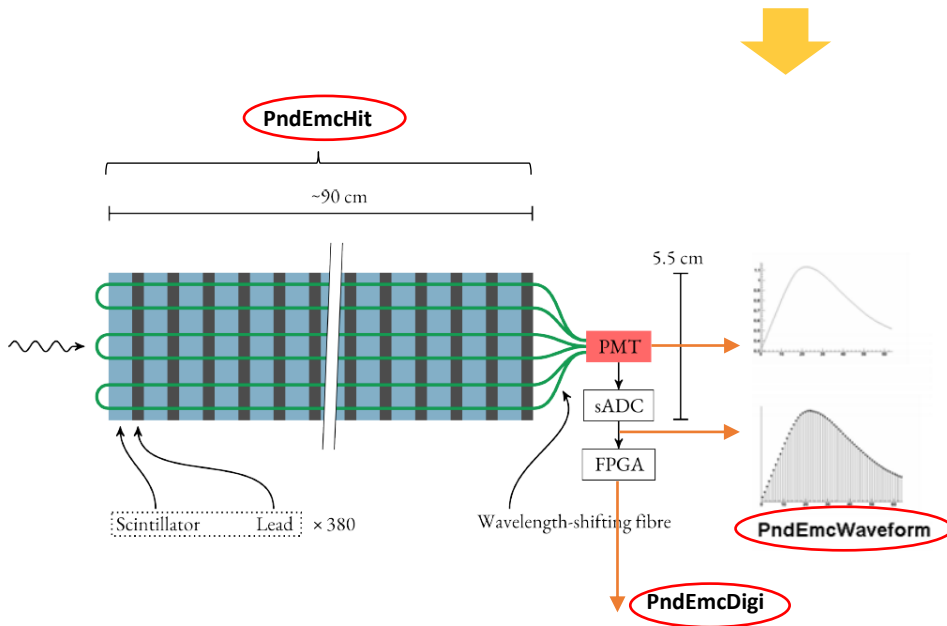 PndEmcHit
~90 cm
5.5 cm
PMT
sADC
FPGA
Scintillator Lead × 380
Wavelength-shifting fibre
PndEmcWaveform
PndEmcDigi